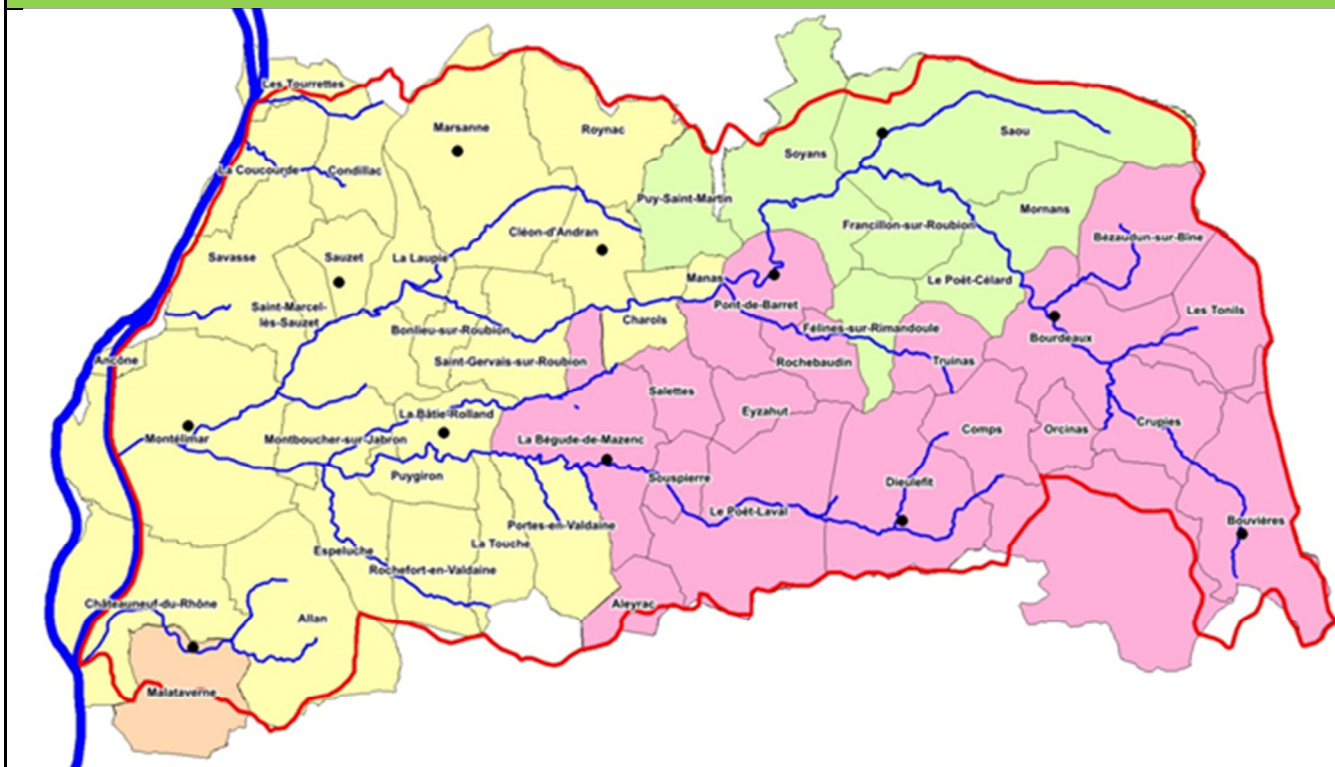 Les Tourrettes
Marsanne
Roynac
Saou
Soyans
La Coucourde
Condillac
Puy-Saint-Martin
Mornans
Francillon-sur-Roubion
Cléon-d'Andran
Bézaudun-sur-Bîne
Savasse
Sauzet
La Laupie
Manas
Le Poët-Célard
Pont-de-Barret
Saint-Marcel-
lès-Sauzet
Les Tonils
Charols
Bonlieu-sur-Roubion
Félines-sur-Rimandoule
Bourdeaux
Ancône
Saint-Gervais-sur-Roubion
Rochebaudin
Truinas
Salettes
Eyzahut
La Bâtie-Rolland
Comps
Orcinas
Crupies
Montélimar
Montboucher-sur-Jabron
La Bégude-de-Mazenc
Puygiron
Souspierre
Dieulefit
Le Poët-Laval
Portes-en-Valdaine
Bouvières
La Touche
Espeluche
Rochefort-en-Valdaine
Châteauneuf-du-Rhône
Aleyrac
Allan
Malataverne